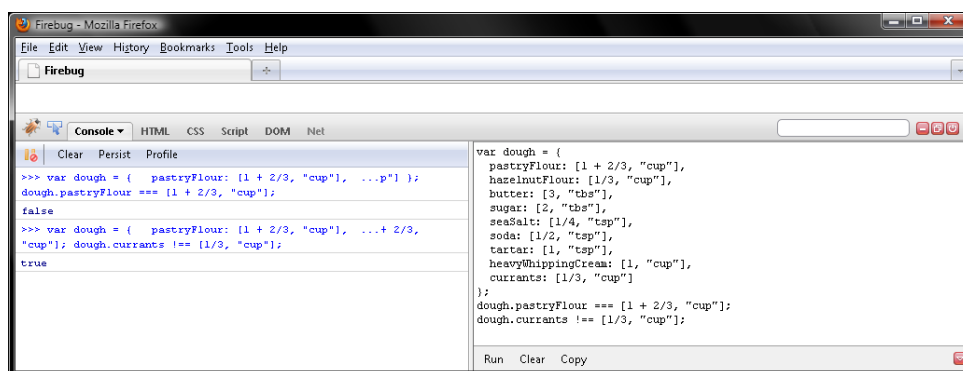 Firebug - Mozilla Firefox
File Edit View History Bookmarks Tools Help
Firebug
Console HTML CSS Script DOM Net
Clear Persist Profile
>>> var dough = { pastryFlour: [1 + 2/3, "cup"], ...p"] };
dough.pastryFlour === [1 + 2/3, "cup"];
false
>>> var dough = { pastryFlour: [1 + 2/3, "cup"], ...+ 2/3,
"cup"]; dough.currants !== [1/3, "cup"];
true
var dough = {
pastryFlour: [1 + 2/3, "cup"],
hazelnutFlour: [1/3, "cup"],
butter: [3, "tbs"],
sugar: [2, "tbs"],
seaSalt: [1/4, "tsp"],
soda: [1/2, "tsp"],
tartar: [1, "tsp"],
heavyWhippingCream: [1, "cup"],
currants: [1/3, "cup"]
};
dough.pastryFlour === [1 + 2/3, "cup"];
dough.currants !== [1/3, "cup"];
Run Clear Copy